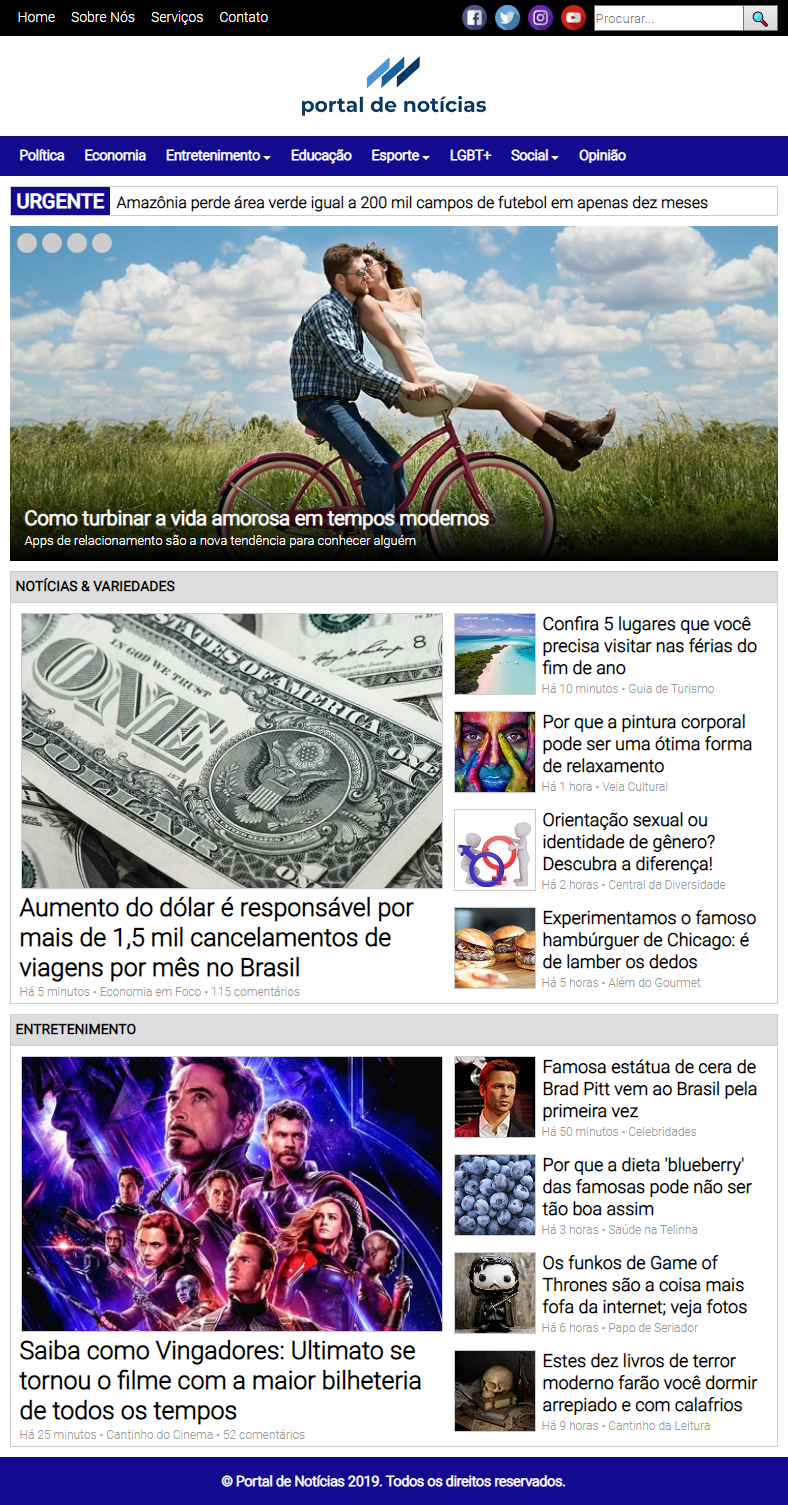 Home Sobre Nós Serviços Contato Procurar...
portal de notícias
Política Economia Entretenimento Educação Esporte LGBT+ Social Opinião
URGENTE Amazônia perde área verde igual a 200 mil campos de futebol em apenas dez meses
Como turbinar a vida amorosa em tempos modernos
Apps de relacionamento são a nova tendência para conhecer alguém
NOTÍCIAS & VARIEDADES
STATES OF AMERICA
IN GOD WE TRUST
8
ONE
ONE
1
DOLLAR
Aumento do dólar é responsável por
mais de 1,5 mil cancelamentos de
viagens por mês no Brasil
Há 5 minutos • Economia em Foco • 115 comentários
Confira 5 lugares que você
precisa visitar nas férias do
fim de ano
Há 10 minutos • Guia de Turismo
Por que a pintura corporal
pode ser uma ótima forma
de relaxamento
Há 1 hora • Veia Cultural
Orientação sexual ou
identidade de gênero?
Descubra a diferença!
Há 2 horas • Central da Diversidade
Experimentamos o famoso
hambúrguer de Chicago: é
de lamber os dedos
Há 5 horas • Além do Gourmet
ENTRETENIMENTO
Saiba como Vingadores: Ultimato se
tornou o filme com a maior bilheteria
de todos os tempos
Há 25 minutos • Cantinho do Cinema • 52 comentários
Famosa estátua de cera de
Brad Pitt vem ao Brasil pela
primeira vez
Há 50 minutos • Celebridades
Por que a dieta 'blueberry'
das famosas pode não ser
tão boa assim
Há 3 horas • Saúde na Telinha
Os funkos de Game of
Thrones são a coisa mais
fofa da internet; veja fotos
Há 6 horas • Papo de Seriador
Estes dez livros de terror
moderno farão você dormir
arrepiado e com calafrios
Há 9 horas • Cantinho da Leitura
© Portal de Notícias 2019. Todos os direitos reservados.